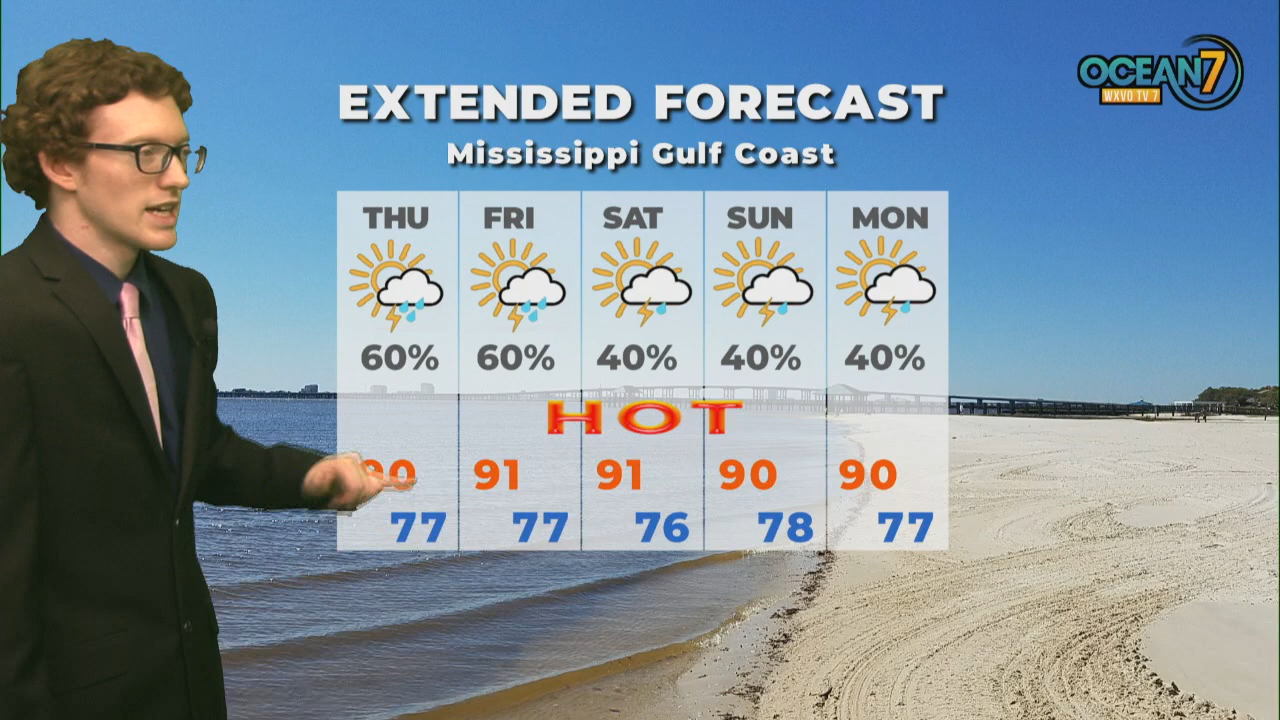 OCEAN7
WXVO TV 7
EXTENDED FORECAST
Mississippi Gulf Coast
THU FRI SAT SUN MON
60% 60% 40% 40% 40%
HOT
90 91 91 90 90
77 77 76 78 77